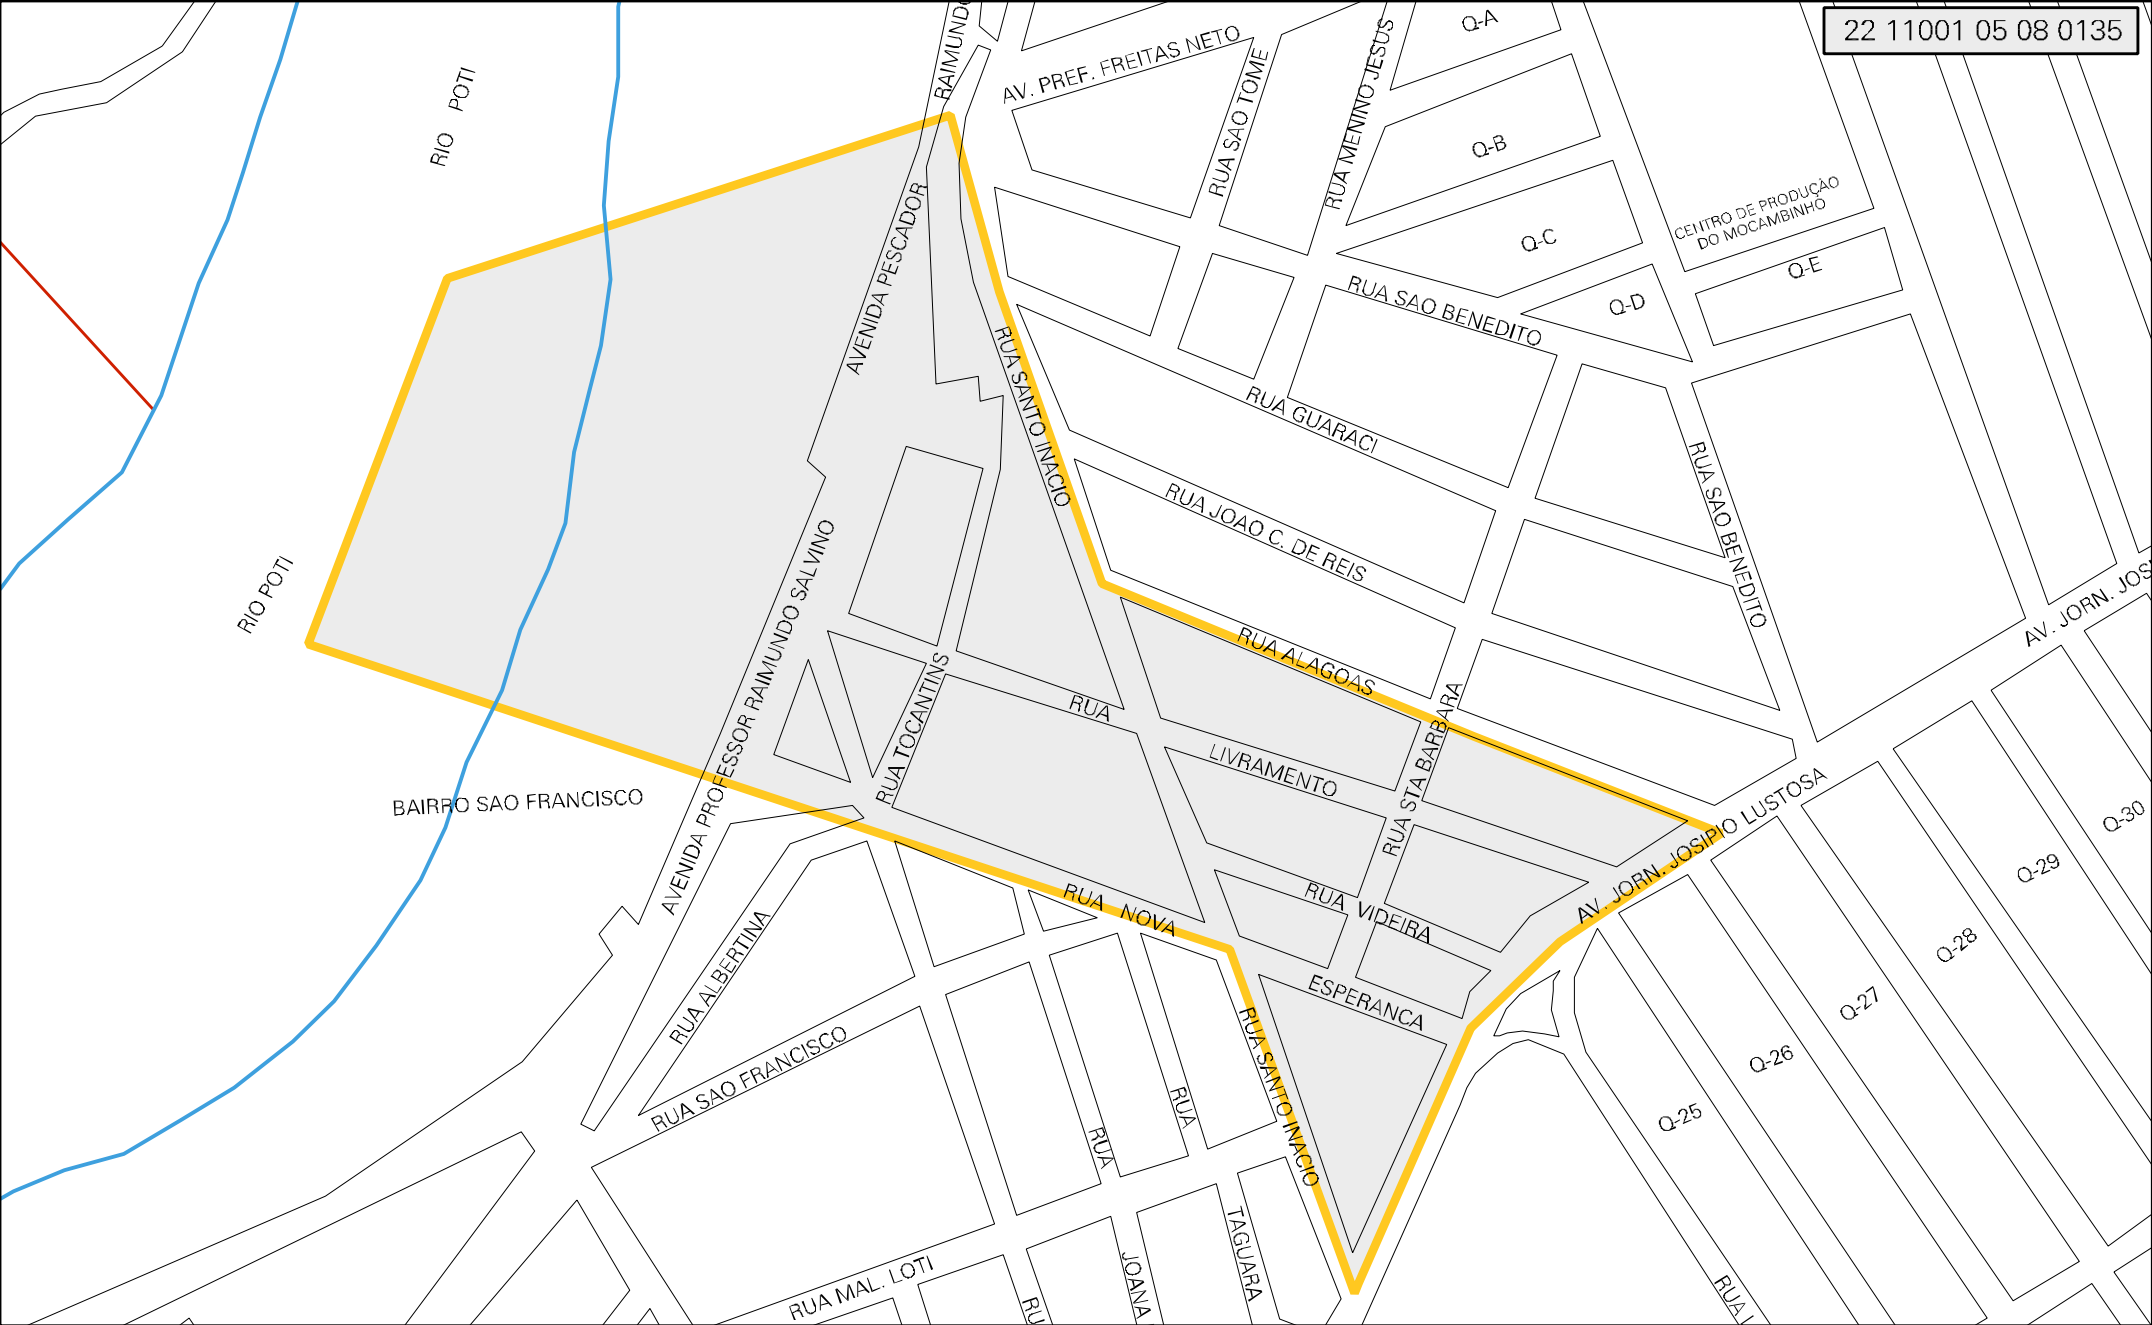 22 11001 05 08 0135
Q-A
RAIMUNDO
AV. PREF. FREITAS NETO
RUA SAO TOME
RUA MENINO JESUS
RIO POTI
Q-B
CENTRO DE PRODUÇÃO
DO MOCAMBINHO
Q-C
Q-E
Q-D
AVENIDA PESCADOR
RUA SAO BENEDITO
RUA SANTO INACIO
RUA GUARACI
RUA JOAO C. DE REIS
RUA SAO BENEDITO
RIO POTI
AVENIDA PROFESSOR RAIMUNDO SALVINO
AV. JORN. JOSI
RUA ALAGOAS
RUA TOCANTINS
RUA LIVRAMENTO
RUA STA BARBARA
BAIRRO SAO FRANCISCO
AV. JORN. JOSIPIO LUSTOSA
Q-30
Q-29
RUA NOVA
RUA VIDEIRA
Q-28
RUA ALBERTINA
ESPERANCA
Q-27
RUA SAO FRANCISCO
RUA SANTO INACIO
Q-26
Q-25
RUA
RUA
TAGUARA
JOANA
RUA MAL. LOTI
RU
RUA